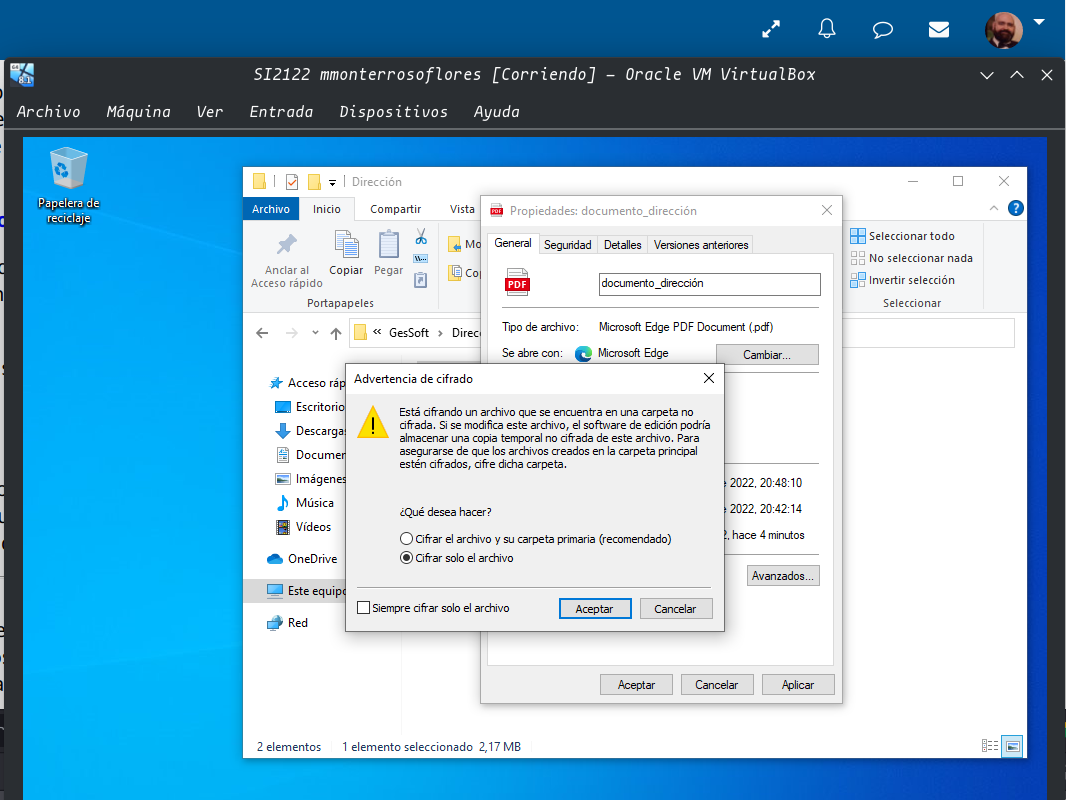 SI2122 mmonterrosoflores [Corriendo] – Oracle VM VirtualBox
Archivo Máquina Ver Entrada Dispositivos Ayuda
Papelera de
reciclaje
Dirección
Archivo Inicio Compartir Vista
Anclar al
Acceso rápido
Copiar
Pegar
Portapapeles
Seleccionar todo
No seleccionar nada
Invertir selección
Seleccionar
« GesSoft › Direc
Acceso ráp
Escritorio
Descarga
Documen
Imágenes
Música
Vídeos
OneDrive
Este equipo
Red
2 elementos 1 elemento seleccionado 2,17 MB
PDF Propiedades: documento_dirección
General Seguridad Detalles Versiones anteriores
PDF documento_dirección
Tipo de archivo: Microsoft Edge PDF Document (.pdf)
Se abre con: Microsoft Edge Cambiar...
2022, 20:48:10
2022, 20:42:14
2, hace 4 minutos
Avanzados...
Aceptar Cancelar Aplicar
Advertencia de cifrado
Está cifrando un archivo que se encuentra en una carpeta no
cifrada. Si se modifica este archivo, el software de edición podría
almacenar una copia temporal no cifrada de este archivo. Para
asegurarse de que los archivos creados en la carpeta principal
estén cifrados, cifre dicha carpeta.
¿Qué desea hacer?
Cifrar el archivo y su carpeta primaria (recomendado)
Cifrar solo el archivo
Siempre cifrar solo el archivo Aceptar Cancelar